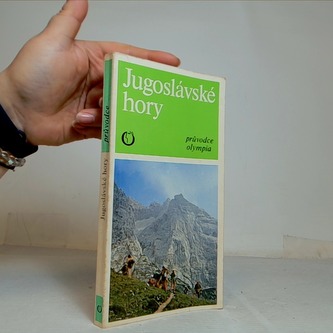 Jugoslávské
hory
průvodce
olympia
průvodce
Jugoslávské hory